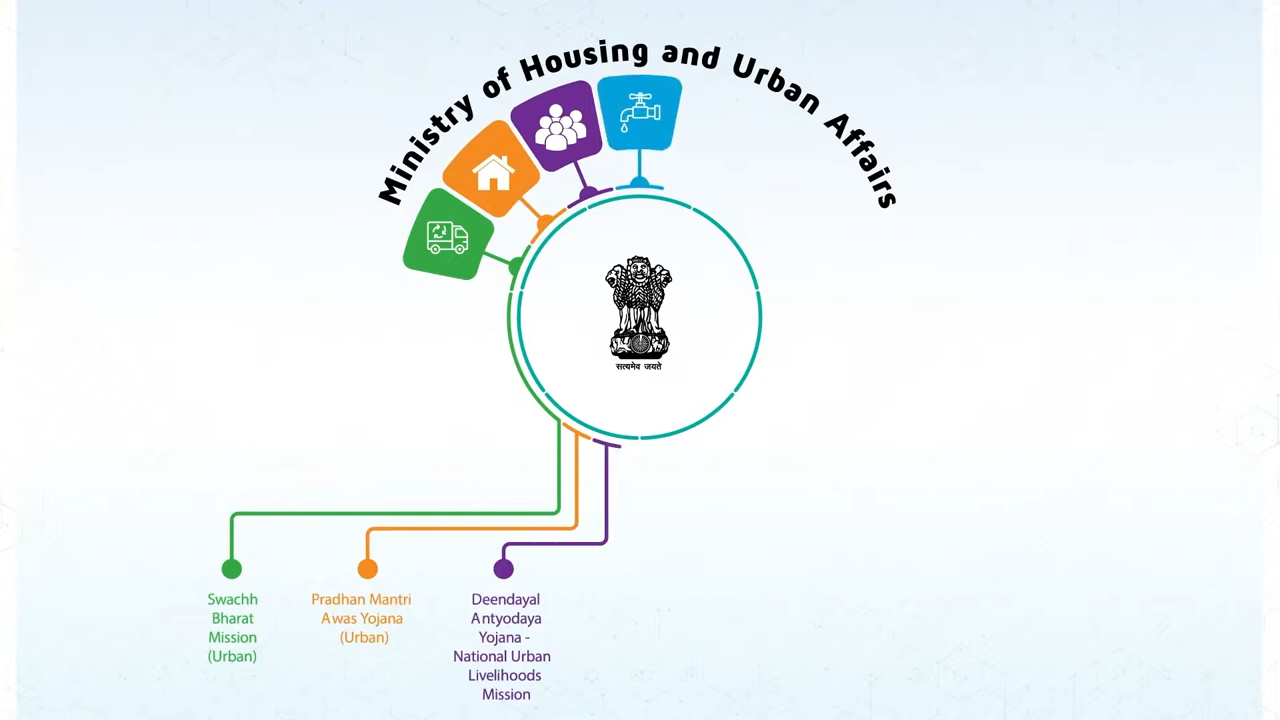 Ministry of Housing and Urban Affairs
सत्यमेव जयते
Swachh
Bharat
Mission
(Urban)
Pradhan Mantri
Awas Yojana
(Urban)
Deendayal
Antyodaya
Yojana -
National Urban
Livelihoods
Mission